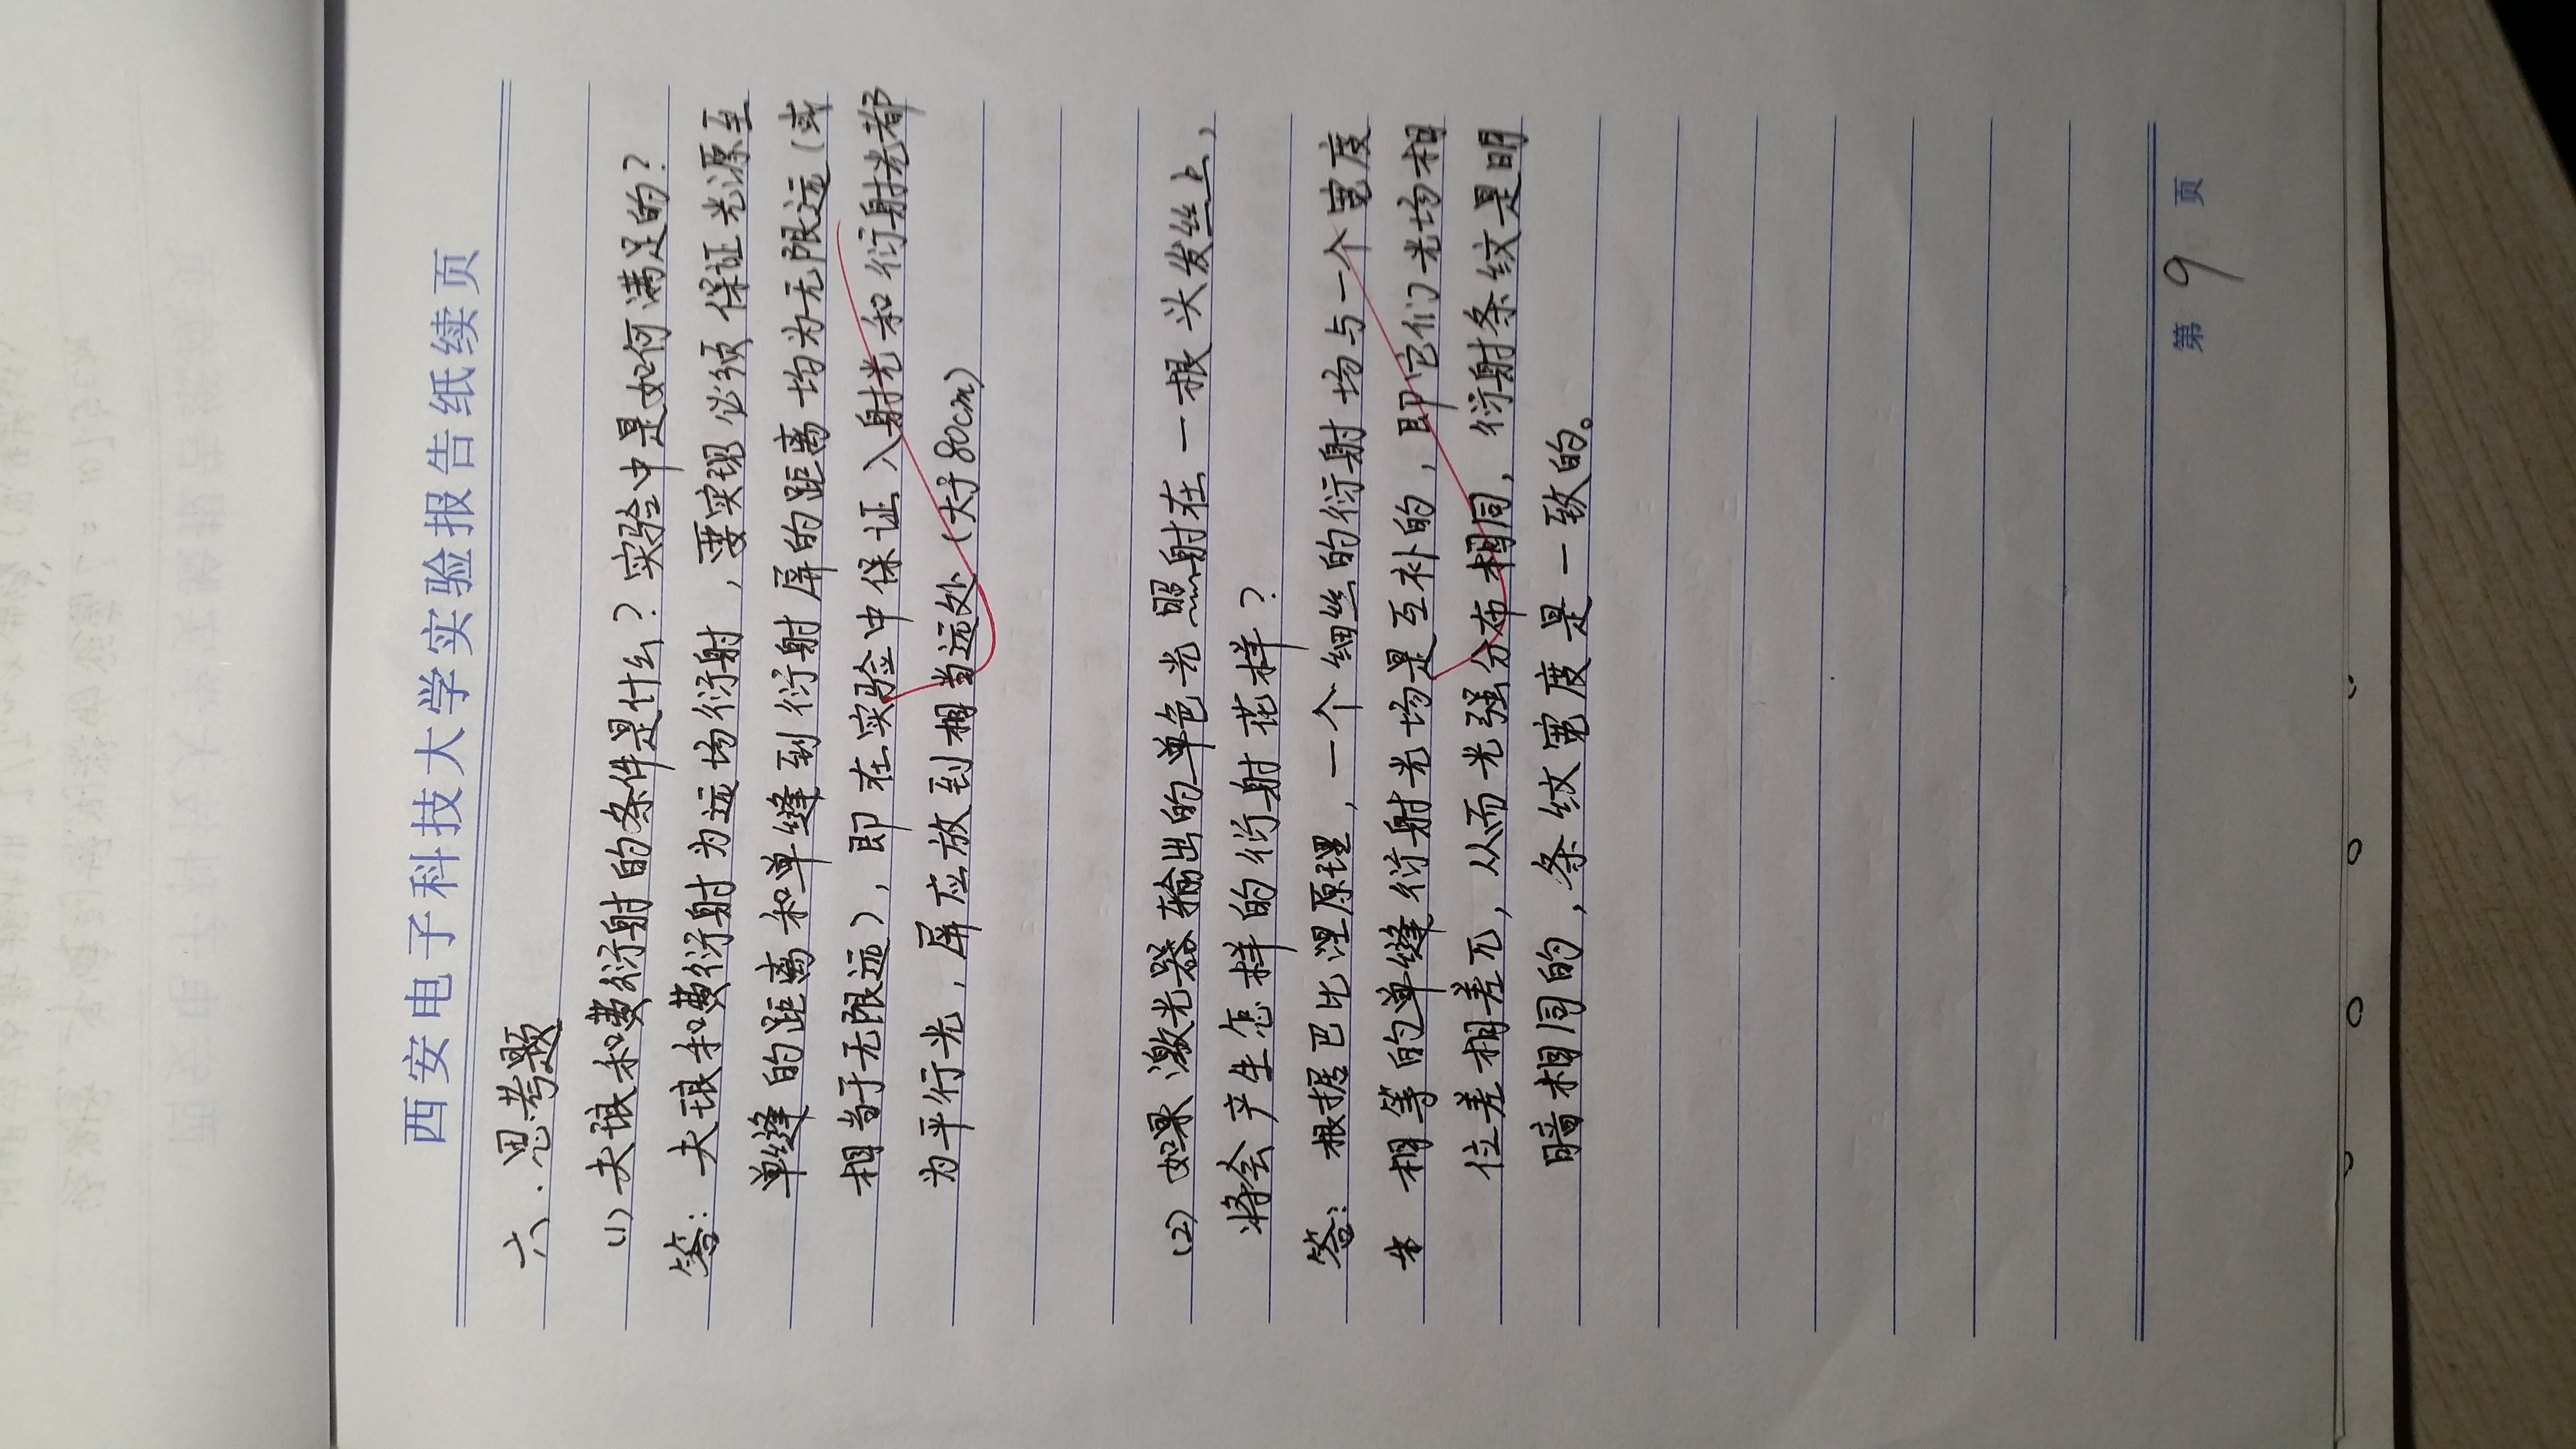 西安电子科技大学实验报告纸续页
六.思考题
(1)夫琅和费衍射的条件是什么?实验中是如何满足的?
答:夫琅和费衍射为远场衍射,要实现必须保证光源至
单缝的距离和单缝到衍射屏的距离均为无限远(或
相当于无限远),即在实验中保证入射光和衍射光都
为平行光,屏应放到相当远处(大于80cm)
(2)如果激光器输出的单色光照射在一根头发丝上,
将会产生怎样的衍射花样?
答:根据巴比涅原理,一个细丝的衍射场与一个宽度
相等的单缝衍射光场是互补的,即它们光场相
位差相差π,从而光强分布相同,衍射条纹是明
暗相同的,条纹宽度是一致的。
第9页